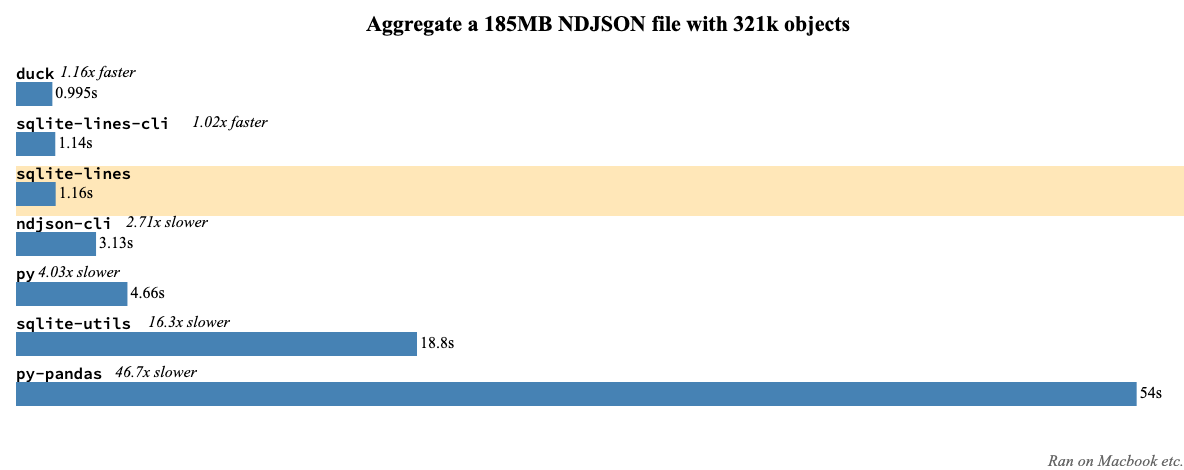 Aggregate a 185MB NDJSON file with 321k objects
duck 1.16x faster
0.995s
sqlite-lines-cli 1.02x faster
1.14s
sqlite-lines
1.16s
ndjson-cli 2.71x slower
3.13s
py 4.03x slower
4.66s
sqlite-utils 16.3x slower
18.8s
py-pandas 46.7x slower
54s
Ran on Macbook etc.